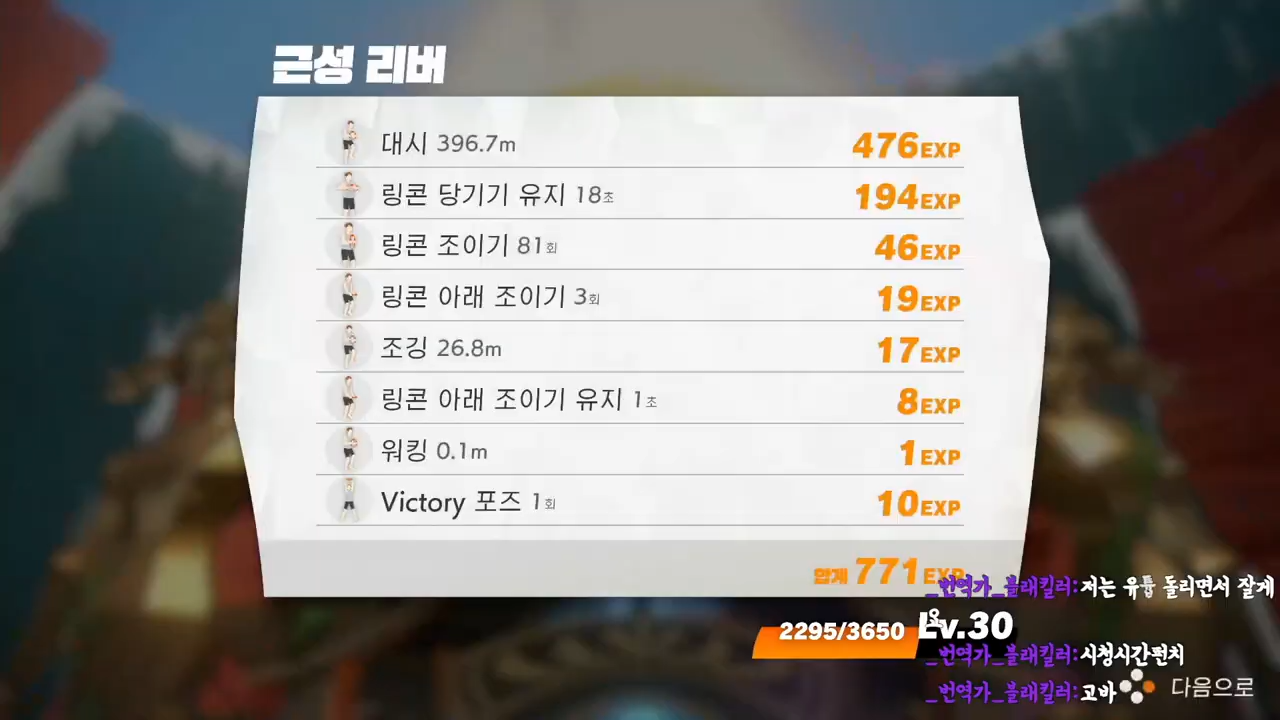 근성 리버
대시 396.7m 476EXP
링콘 당기기 유지 18초 194EXP
링콘 조이기 81회 46EXP
링콘 아래 조이기 3회 19EXP
조깅 26.8m 17EXP
링콘 아래 조이기 유지 1초 8EXP
워킹 0.1m 1EXP
Victory 포즈 1회 10EXP
합계 771EXP
_번역가_블래킬러:저는 유튭 돌리면서 잘게
요
2295/3650 Lv.30
_번역가_블래킬러:시청시간펀치
_번역가_블래킬러:고바
다음으로